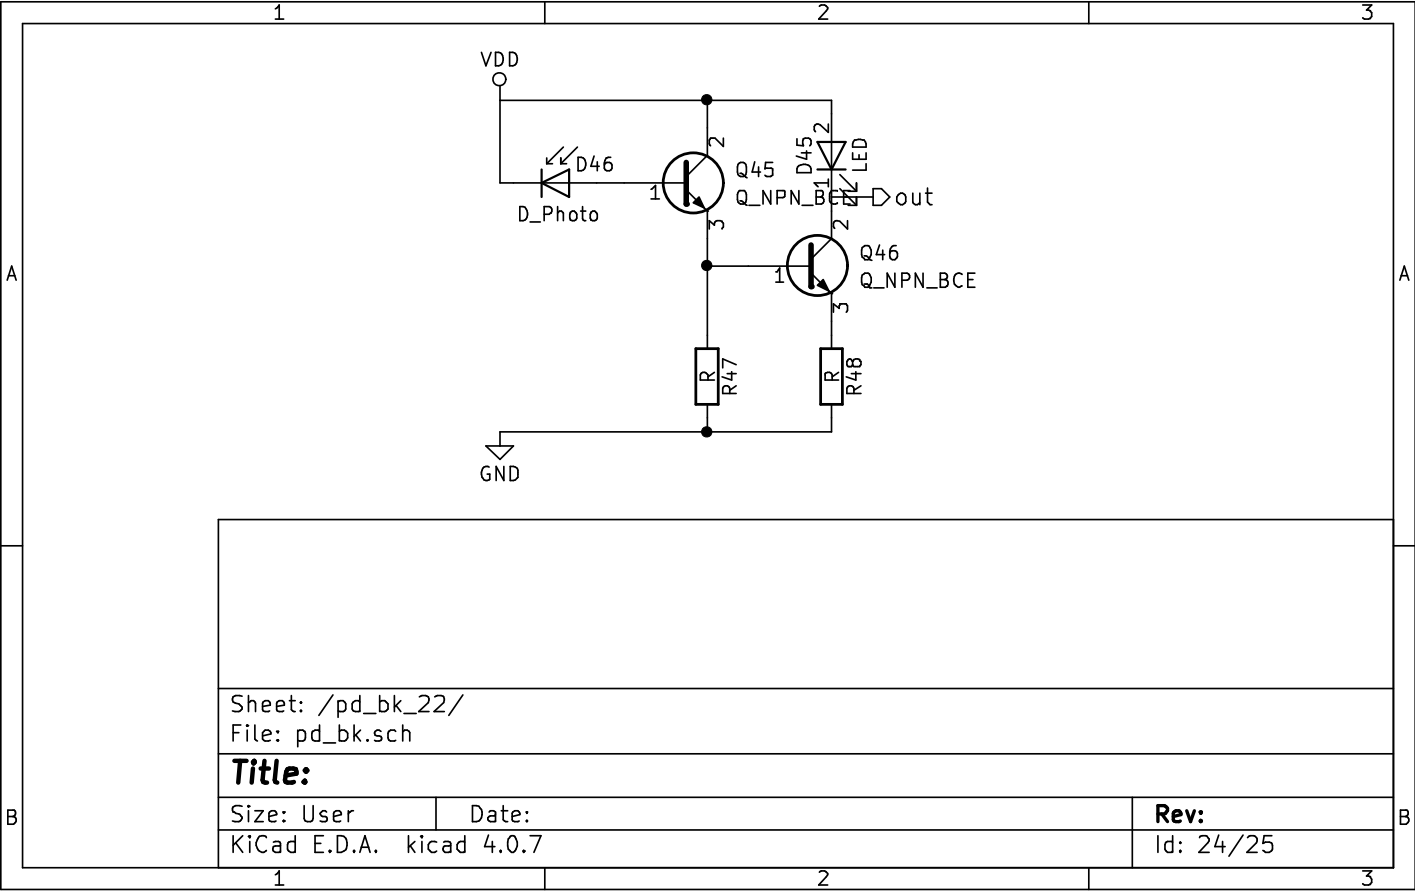 1 2 3
VDD
2
2
D45
LED
D46
Q45
1
1
Q_NPN_BCE
out
D_Photo
3
2
Q46
A A
1
Q_NPN_BCE
3
R R47
R R48
GND
Sheet: /pd_bk_22/
File: pd_bk.sch
Title:
Size: User Date: Rev:
B B
KiCad E.D.A. kicad 4.0.7 Id: 24/25
1 2 3